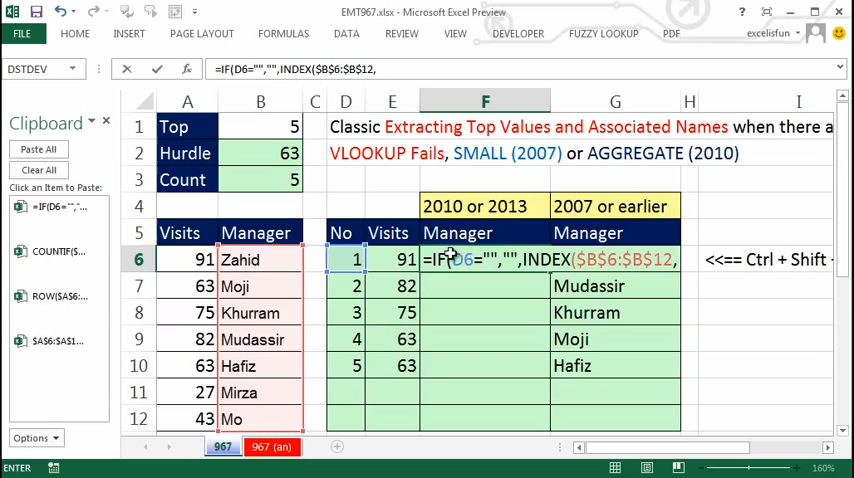 EMT967.xlsx - Microsoft Excel Preview
FILE HOME INSERT PAGE LAYOUT FORMULAS DATA REVIEW VIEW DEVELOPER FUZZY LOOKUP PDF excelisfun
DSTDEV fx =IF(D6="","",INDEX($B$6:$B$12,
Clipboard
Paste All
Clear All
Click an Item to Paste:
=IF(D6="","...
COUNTIF($...
ROW($A$6:...
$A$6:$A$1...
Options
A B C D E F G H I
1 Top 5 Classic Extracting Top Values and Associated Names when there a
2 Hurdle 63 VLOOKUP Fails, SMALL (2007) or AGGREGATE (2010)
3 Count 5
4 2010 or 2013 2007 or earlier
5 Visits Manager No Visits Manager Manager
6 91 Zahid 1 91 =IF(D6="","",INDEX($B$6:$B$12, <<== Ctrl + Shift +
7 63 Moji 2 82 Mudassir
8 75 Khurram 3 75 Khurram
9 82 Mudassir 4 63 Moji
10 63 Hafiz 5 63 Hafiz
11 27 Mirza
12 43 Mo
967 967 (an)
ENTER 160%